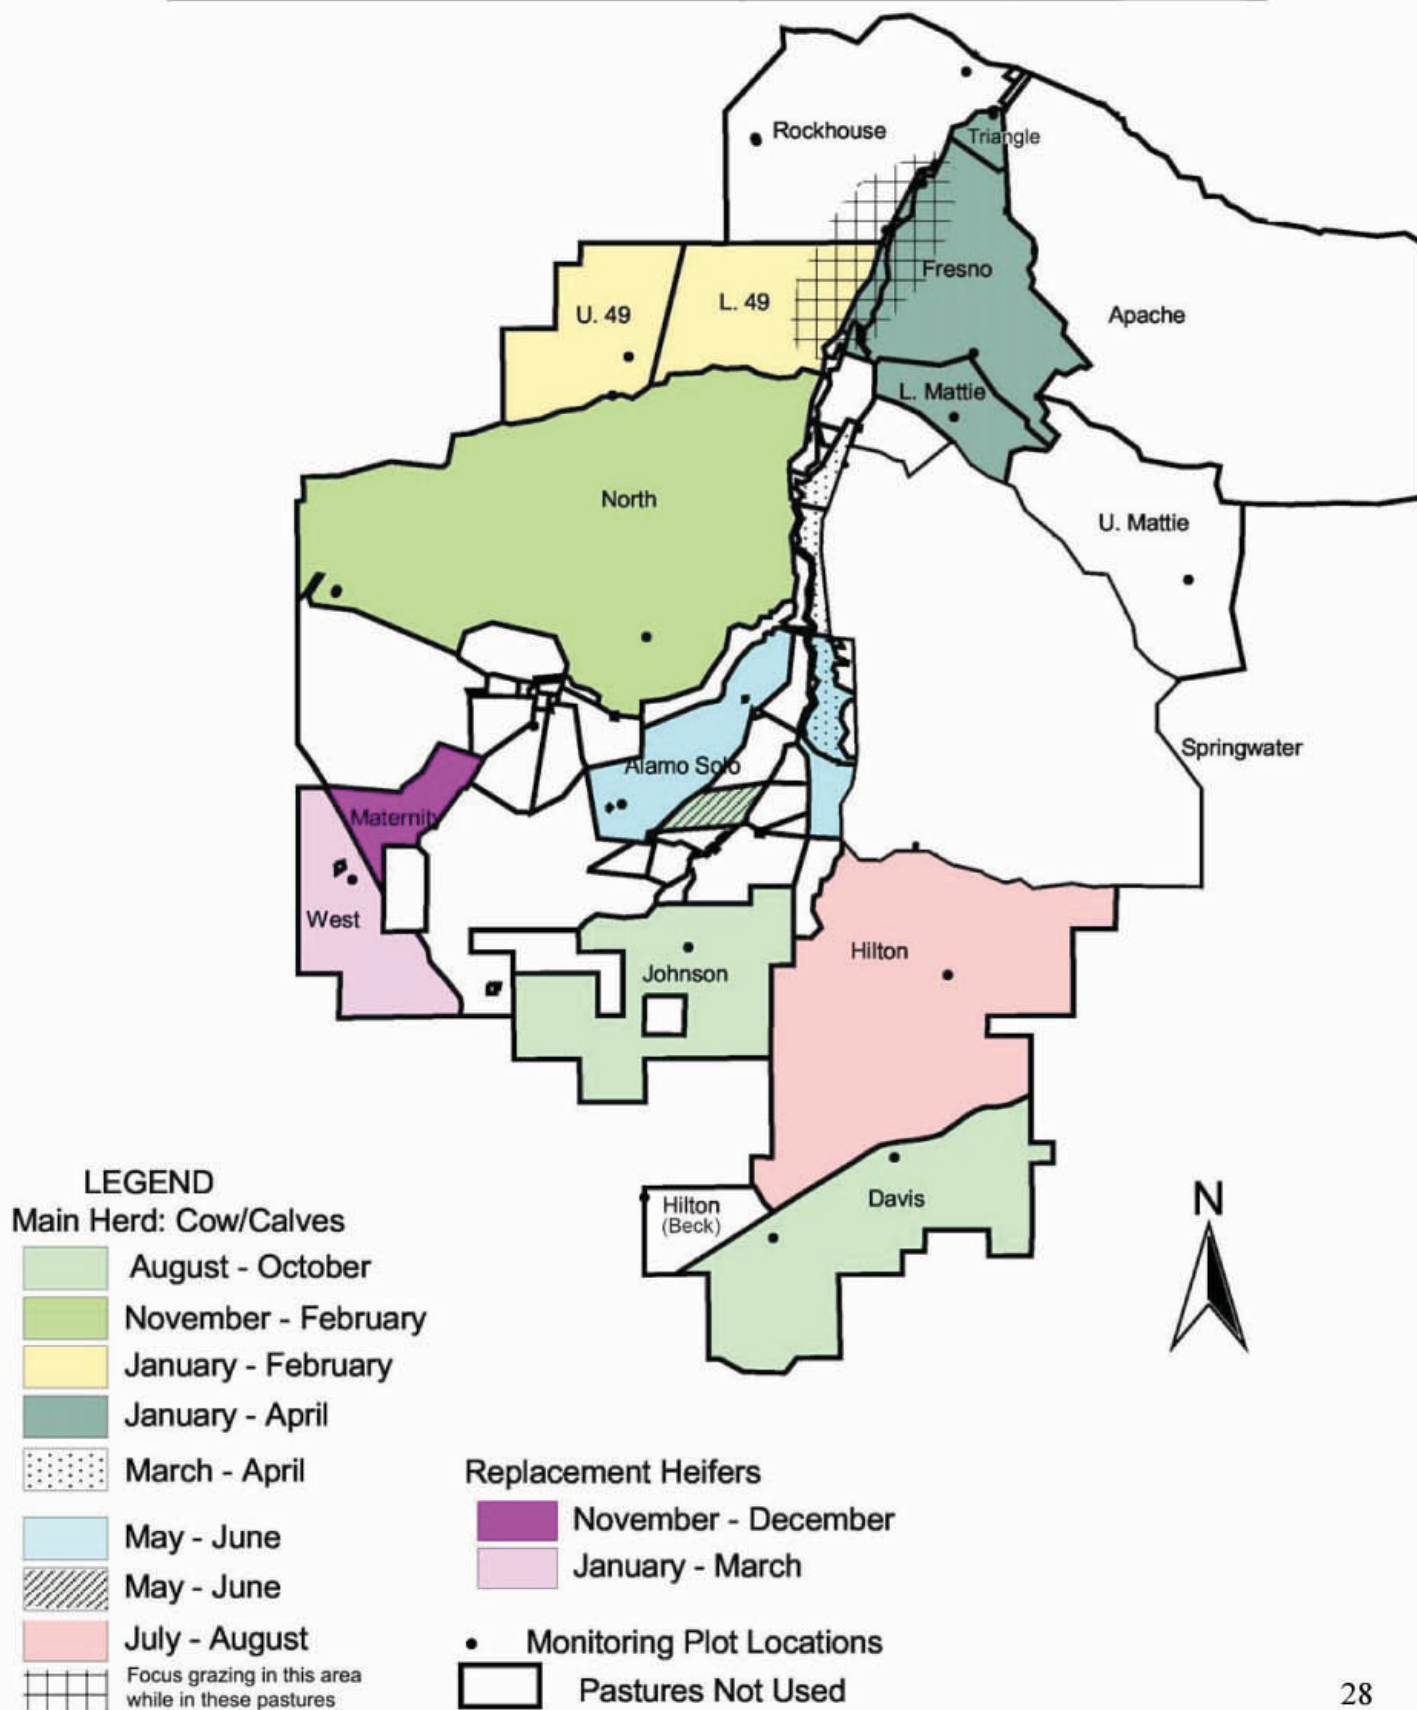 Rockhouse
Triangle
Fresno
U. 49
L. 49
Apache
L. Mattie
North
U. Mattie
Springwater
Alamo Solo
Maternity
West
Hilton
Johnson
Davis
Hilton
(Beck)
N
LEGEND
Main Herd: Cow/Calves
August - October
November - February
January - February
January - April
March - April
May - June
May - June
July - August
Focus grazing in this area
while in these pastures
Replacement Heifers
November - December
January - March
Monitoring Plot Locations
Pastures Not Used
28